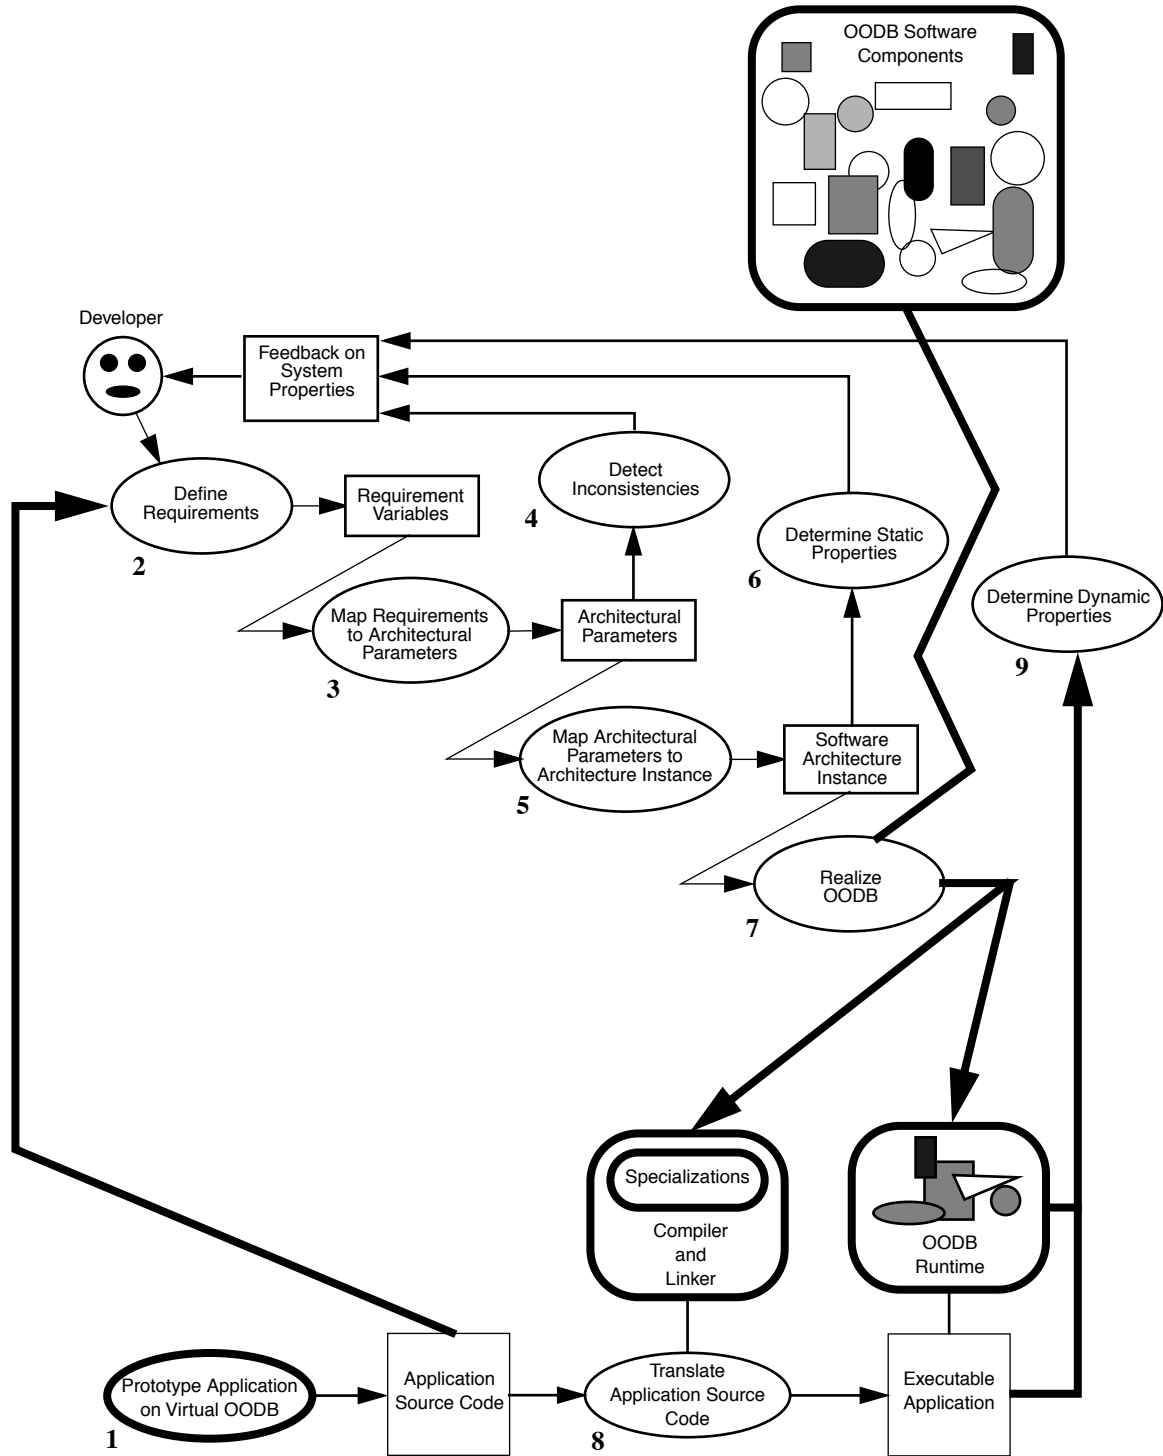 OODB Software
Components
Developer
Feedback on
System
Properties
Define
Requirements
2
Requirement
Variables
Detect
Inconsistencies
4
Determine Static
Properties
6
Determine Dynamic
Properties
9
Map Requirements
to Architectural
Parameters
3
Architectural
Parameters
Map Architectural
Parameters to
Architecture Instance
5
Software
Architecture
Instance
Realize
OODB
7
Specializations
Compiler
and
Linker
OODB
Runtime
Prototype Application
on Virtual OODB
1
Application
Source Code
Translate
Application Source
Code
8
Executable
Application